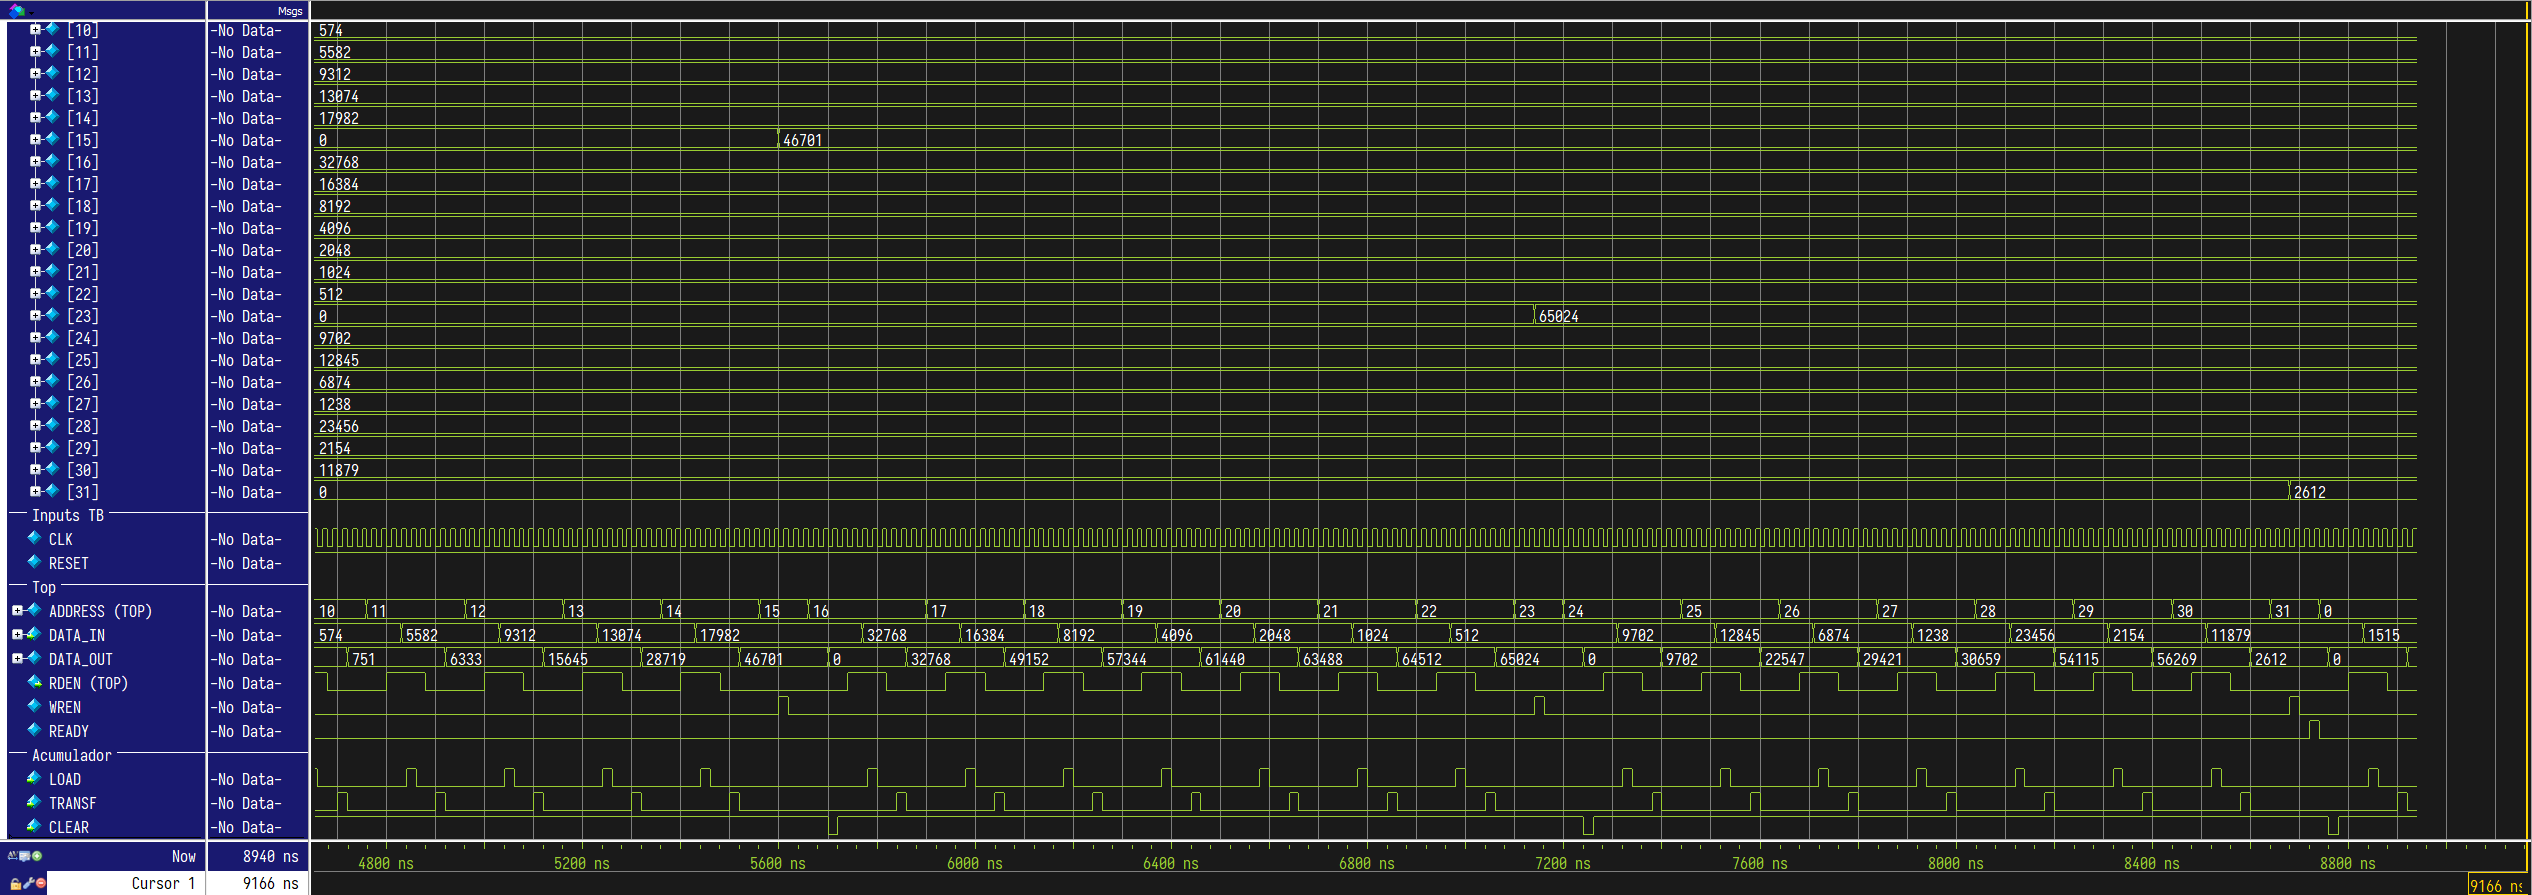 Msgs
[10] -No Data- 574
[11] -No Data- 5582
[12] -No Data- 9312
[13] -No Data- 13074
[14] -No Data- 17982
[15] -No Data- 0 46701
[16] -No Data- 32768
[17] -No Data- 16384
[18] -No Data- 8192
[19] -No Data- 4096
[20] -No Data- 2048
[21] -No Data- 1024
[22] -No Data- 512
[23] -No Data- 0 65024
[24] -No Data- 9702
[25] -No Data- 12845
[26] -No Data- 6874
[27] -No Data- 1238
[28] -No Data- 23456
[29] -No Data- 2154
[30] -No Data- 11879
[31] -No Data- 0 2612
Inputs TB
CLK -No Data-
RESET -No Data-
Top
ADDRESS (TOP) -No Data- 10 11 12 13 14 15 16 17 18 19 20 21 22 23 24 25 26 27 28 29 30 31 0
DATA_IN -No Data- 574 5582 9312 13074 17982 32768 16384 8192 4096 2048 1024 512 9702 12845 6874 1238 23456 2154 11879 1515
DATA_OUT -No Data- 751 6333 15645 28719 46701 0 32768 49152 57344 61440 63488 64512 65024 0 9702 22547 29421 30659 54115 56269 2612 0
RDEN (TOP) -No Data-
WREN -No Data-
READY -No Data-
Acumulador
LOAD -No Data-
TRANSF -No Data-
CLEAR -No Data-
Now 8940 ns 4800 ns 5200 ns 5600 ns 6000 ns 6400 ns 6800 ns 7200 ns 7600 ns 8000 ns 8400 ns 8800 ns
Cursor 1 9166 ns 9166 ns